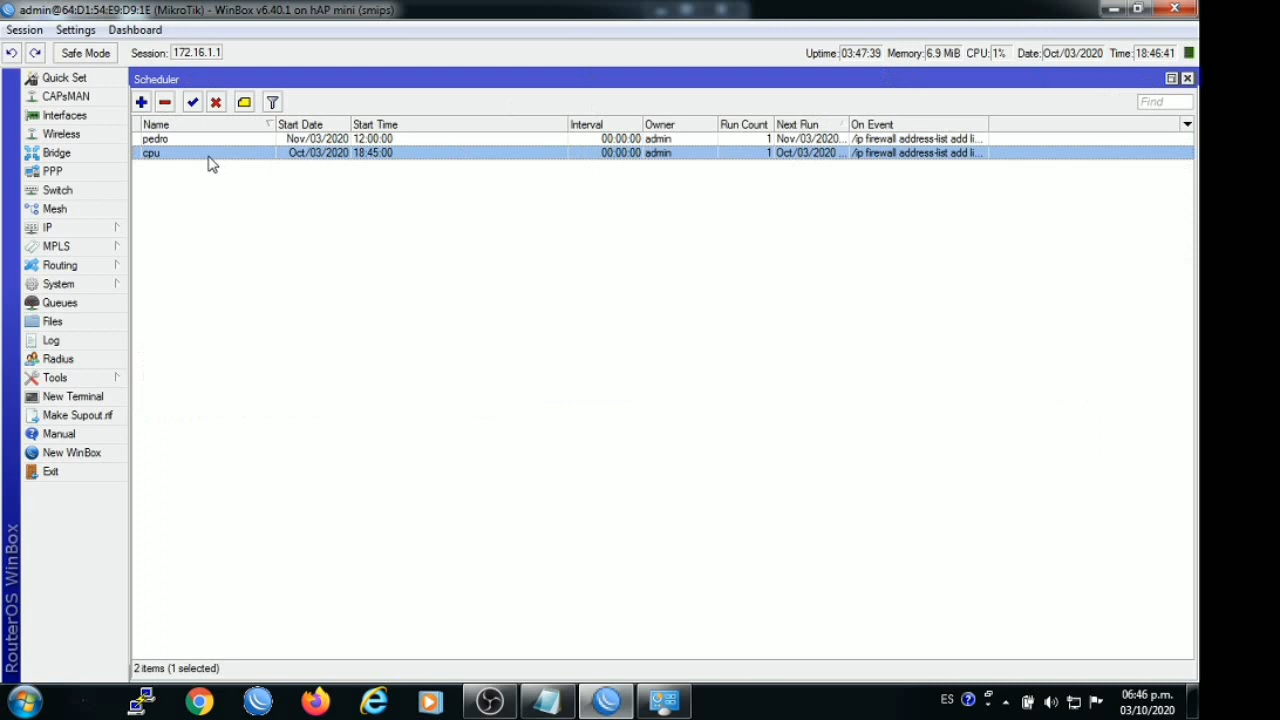 admin@64:D1:54:E9:D9:1E (MikroTik) - WinBox v6.40.1 on hAP mini (smips)
Session Settings Dashboard
Safe Mode Session: 172.16.1.1 Uptime: 03:47:39 Memory: 6.9 MiB CPU: 1% Date: Oct/03/2020 Time: 18:46:41
Quick Set
CAPsMAN
Interfaces
Wireless
Bridge
PPP
Switch
Mesh
IP
MPLS
Routing
System
Queues
Files
Log
Radius
Tools
New Terminal
Make Supout.rif
Manual
New WinBox
Exit
RouterOS WinBox
Scheduler
Find
Name Start Date Start Time Interval Owner Run Count Next Run On Event
pedro Nov/03/2020 12:00:00 00:00:00 admin 1 Nov/03/2020... /ip firewall address-list add li...
cpu Oct/03/2020 18:45:00 00:00:00 admin 1 Oct/03/2020 ... /ip firewall address-list add li...
2 items (1 selected)
ES 06:46 p.m.
03/10/2020